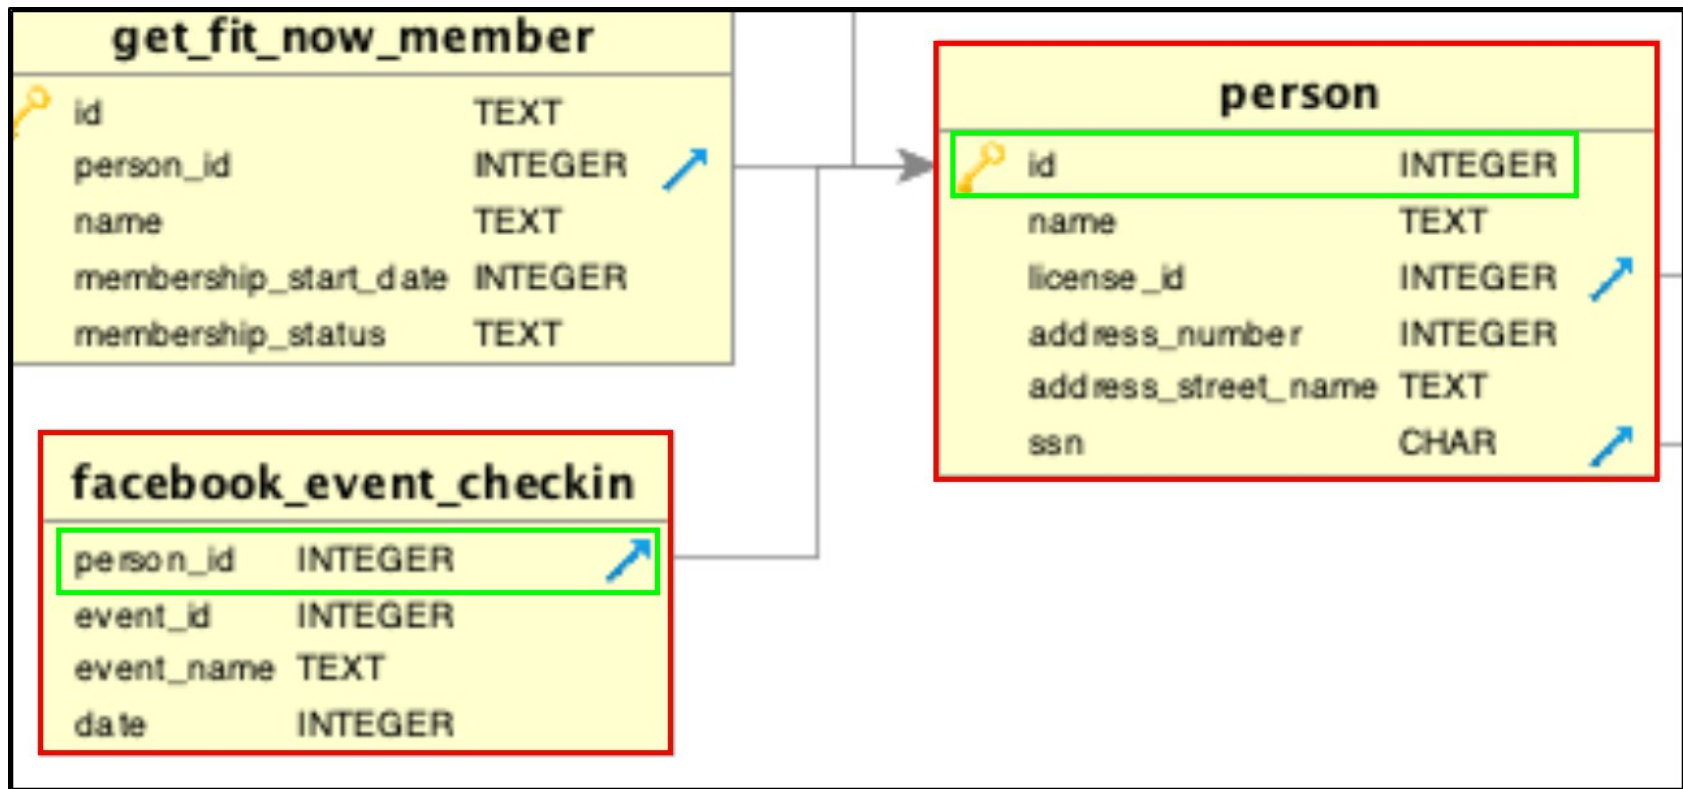 get_fit_now_member
id TEXT
person_id INTEGER
name TEXT
membership_start_date INTEGER
membership_status TEXT
person
id INTEGER
name TEXT
license_id INTEGER
address_number INTEGER
address_street_name TEXT
ssn CHAR
facebook_event_checkin
person_id INTEGER
event_id INTEGER
event_name TEXT
date INTEGER